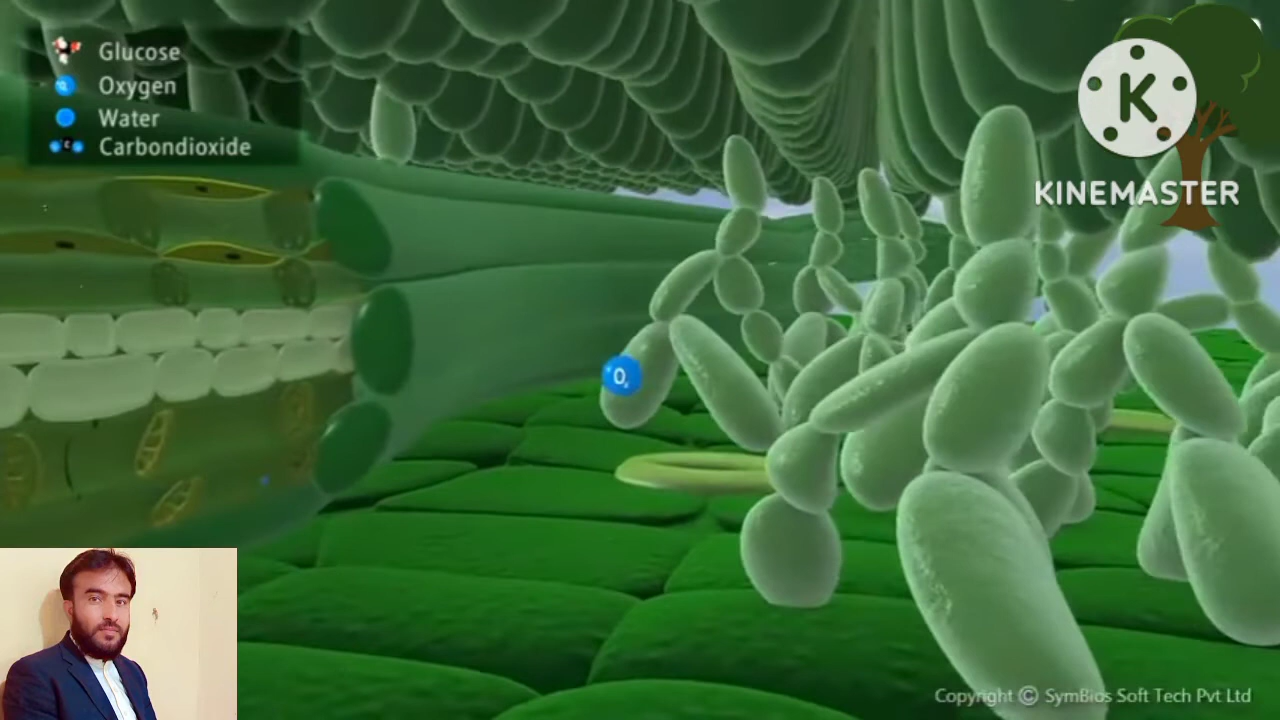 Glucose
Oxygen
Water
Carbondioxide
K
KINEMASTER
O₂
Copyright © SymBios Soft Tech Pvt Ltd